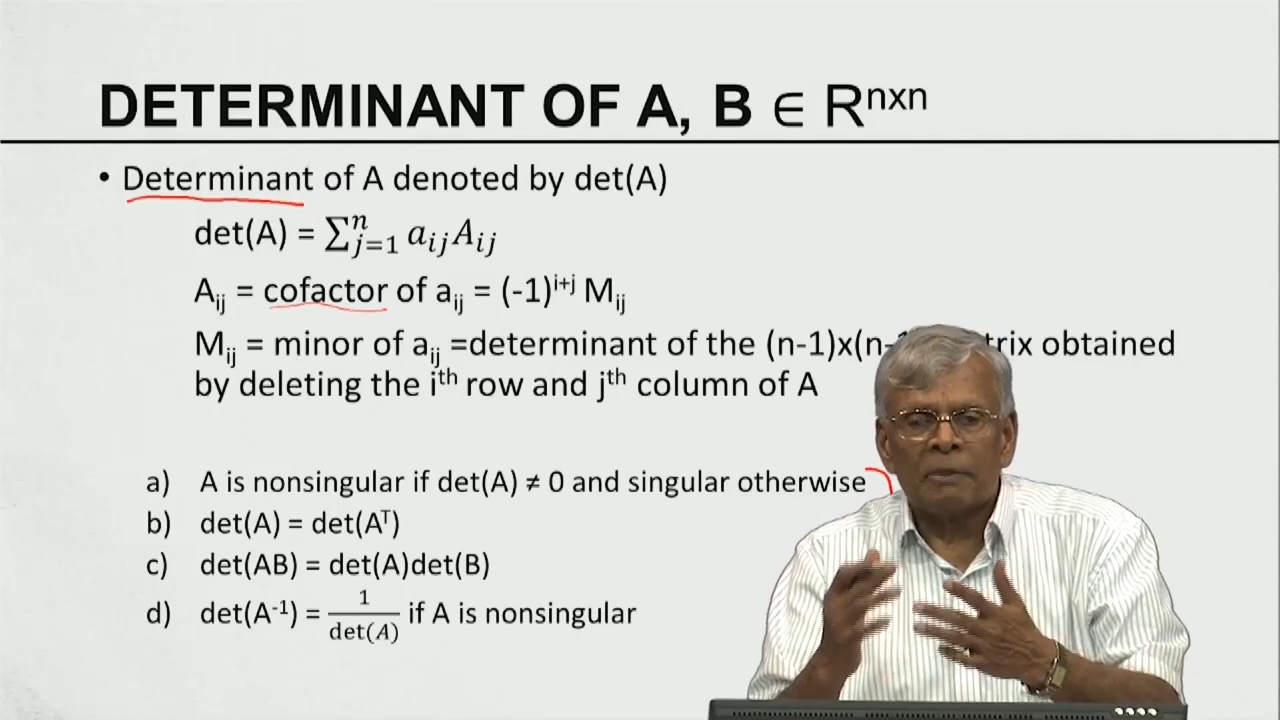 DETERMINANT OF A, B ∈ Rⁿˣⁿ
• Determinant of A denoted by det(A)
det(A) = ∑ⁿⱼ₌₁ aᵢⱼAᵢⱼ
Aᵢⱼ = cofactor of aᵢⱼ = (-1)ⁱ⁺ʲ Mᵢⱼ
Mᵢⱼ = minor of aᵢⱼ =determinant of the (n-1)x(n- obtained
by deleting the iᵗʰ row and jᵗʰ column of A
a) A is nonsingular if det(A) ≠ 0 and singular otherwise
b) det(A) = det(Aᵀ)
c) det(AB) = det(A)det(B)
d) det(A⁻¹) = 1/det(A) if A is nonsingular